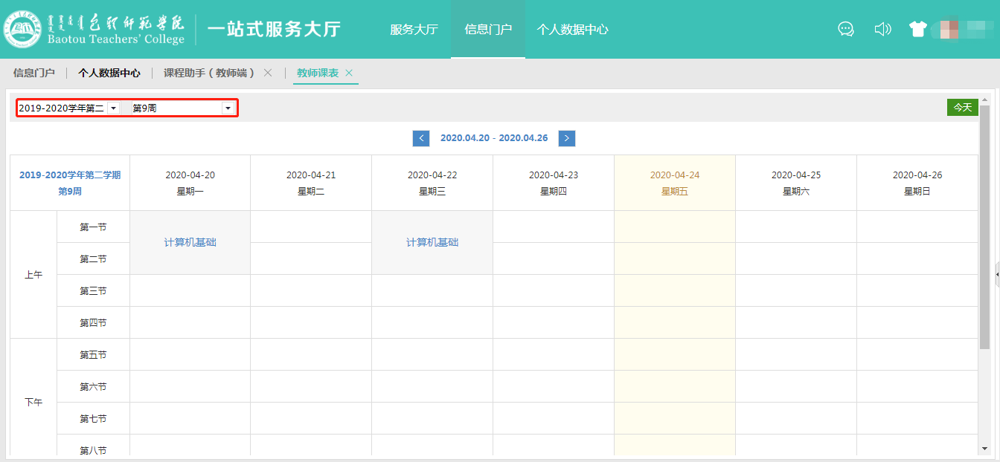 包头师范学院
Baotou Teachers' College
一站式服务大厅
服务大厅 信息门户 个人数据中心
信息门户 个人数据中心 课程助手(教师端) 教师课表
2019-2020学年第二 第9周
今天
2020.04.20 - 2020.04.26
2019-2020学年第二学期
第9周
2020-04-20
星期一
2020-04-21
星期二
2020-04-22
星期三
2020-04-23
星期四
2020-04-24
星期五
2020-04-25
星期六
2020-04-26
星期日
上午
第一节
计算机基础
计算机基础
第二节
第三节
第四节
下午
第五节
第六节
第七节
第八节